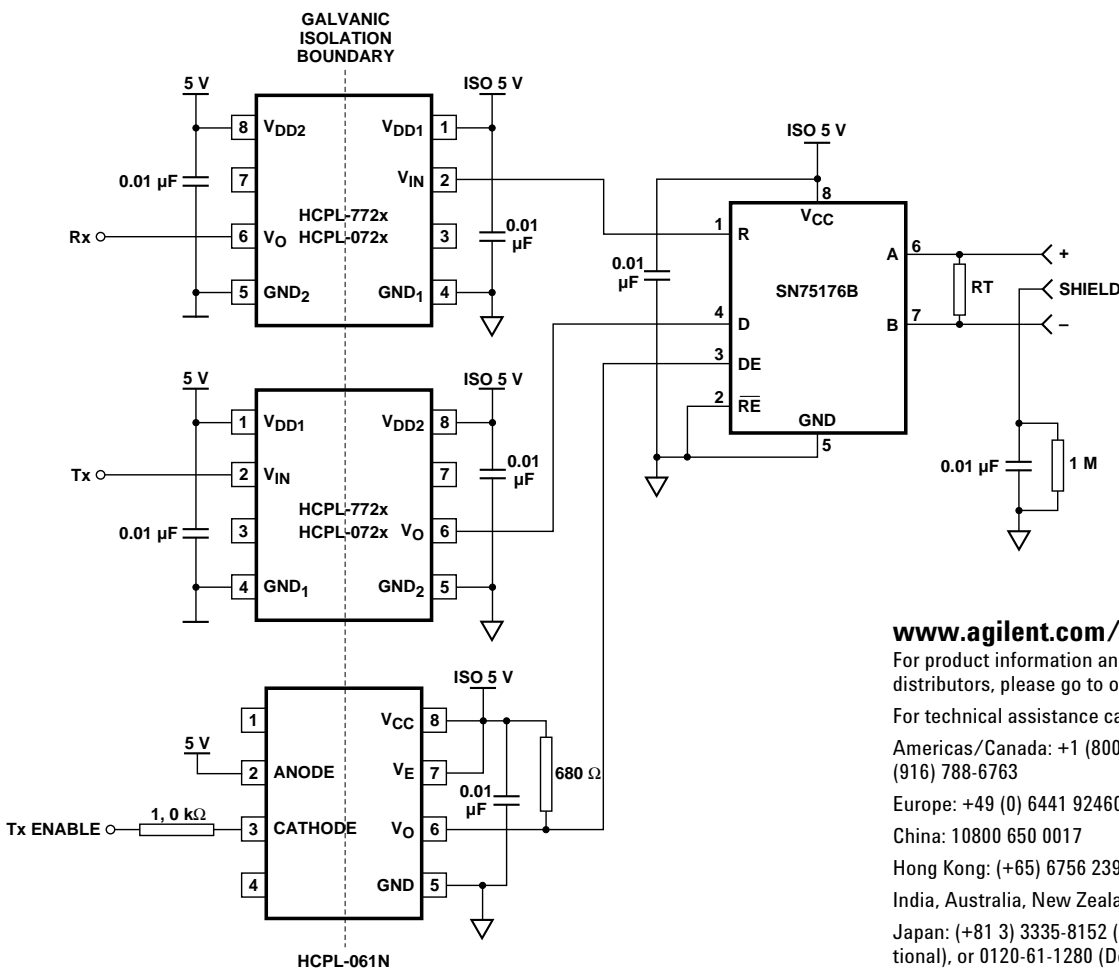 GALVANIC
ISOLATION
BOUNDARY
5 V
ISO 5 V
8 VDD2
VDD1 1
0.01 µF
7
VIN 2
HCPL-772x
HCPL-072x
Rx
6 VO
3
0.01
µF
5 GND2
GND1 4
5 V
ISO 5 V
1 VDD1
VDD2 8
Tx
2 VIN
7
0.01
µF
HCPL-772x
HCPL-072x
0.01 µF
3
VO 6
4 GND1
GND2 5
ISO 5 V
1
VCC 8
5 V
2 ANODE
VE 7
680 Ω
0.01
µF
Tx ENABLE
1, 0 kΩ
3 CATHODE
VO 6
4
GND 5
HCPL-061N
ISO 5 V
8
VCC
1
R
A
6
+
0.01
µF
SN75176B
RT
SHIELD
4
D
B
7
–
3
DE
2
RE
GND
5
0.01 µF
1 M
www.agilent.com/
For product information an
distributors, please go to o
For technical assistance ca
Americas/Canada: +1 (800
(916) 788-6763
Europe: +49 (0) 6441 92460
China: 10800 650 0017
Hong Kong: (+65) 6756 239
India, Australia, New Zeala
Japan: (+81 3) 3335-8152 (
tional), or 0120-61-1280 (D